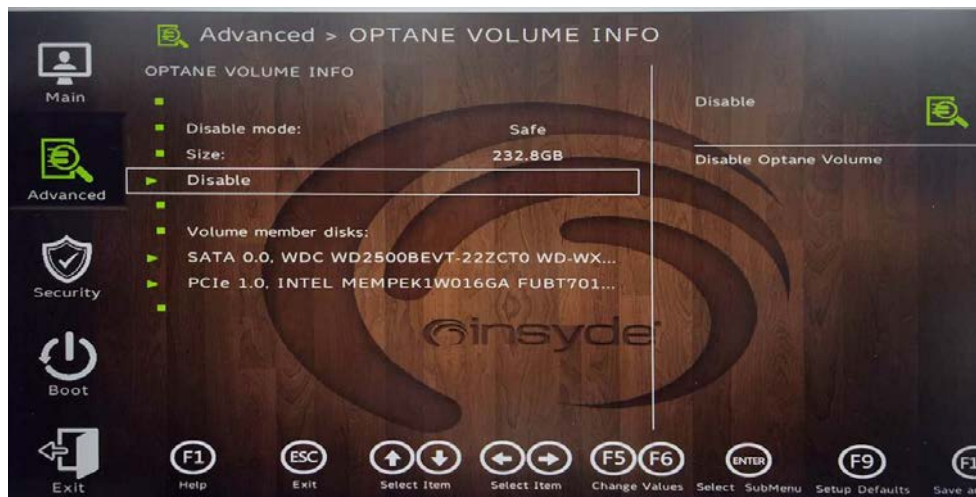 Advanced > OPTANE VOLUME INFO
OPTANE VOLUME INFO
Main
Disable
Disable mode: Safe
Size: 232.8GB
Disable Optane Volume
Disable
Advanced
Volume member disks:
SATA 0.0, WDC WD2500BEVT-22ZCT0 WD-WX...
PCIe 1.0, INTEL MEMPEK1W016GA FUBT701...
Security
insyde
Boot
F1 ESC F5 F6 ENTER F9 F1
Exit Help Exit Select Item Select Item Change Values Select SubMenu Setup Defaults Save a